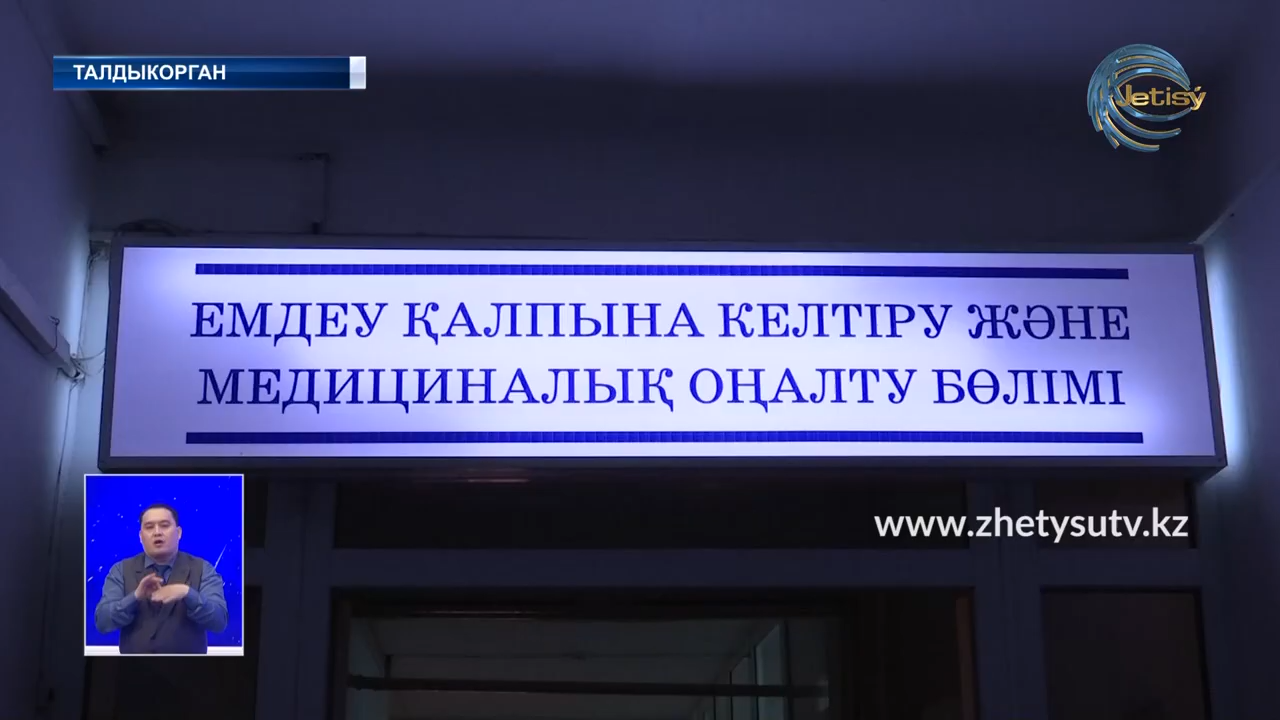 ТАЛДЫКОРГАН
Jetisý
ЕМДЕУ ҚАЛПЫНА КЕЛТІРУ ЖӘНЕ
МЕДИЦИНАЛЫҚ ОҢАЛТУ БӨЛІМІ
www.zhetysutv.kz